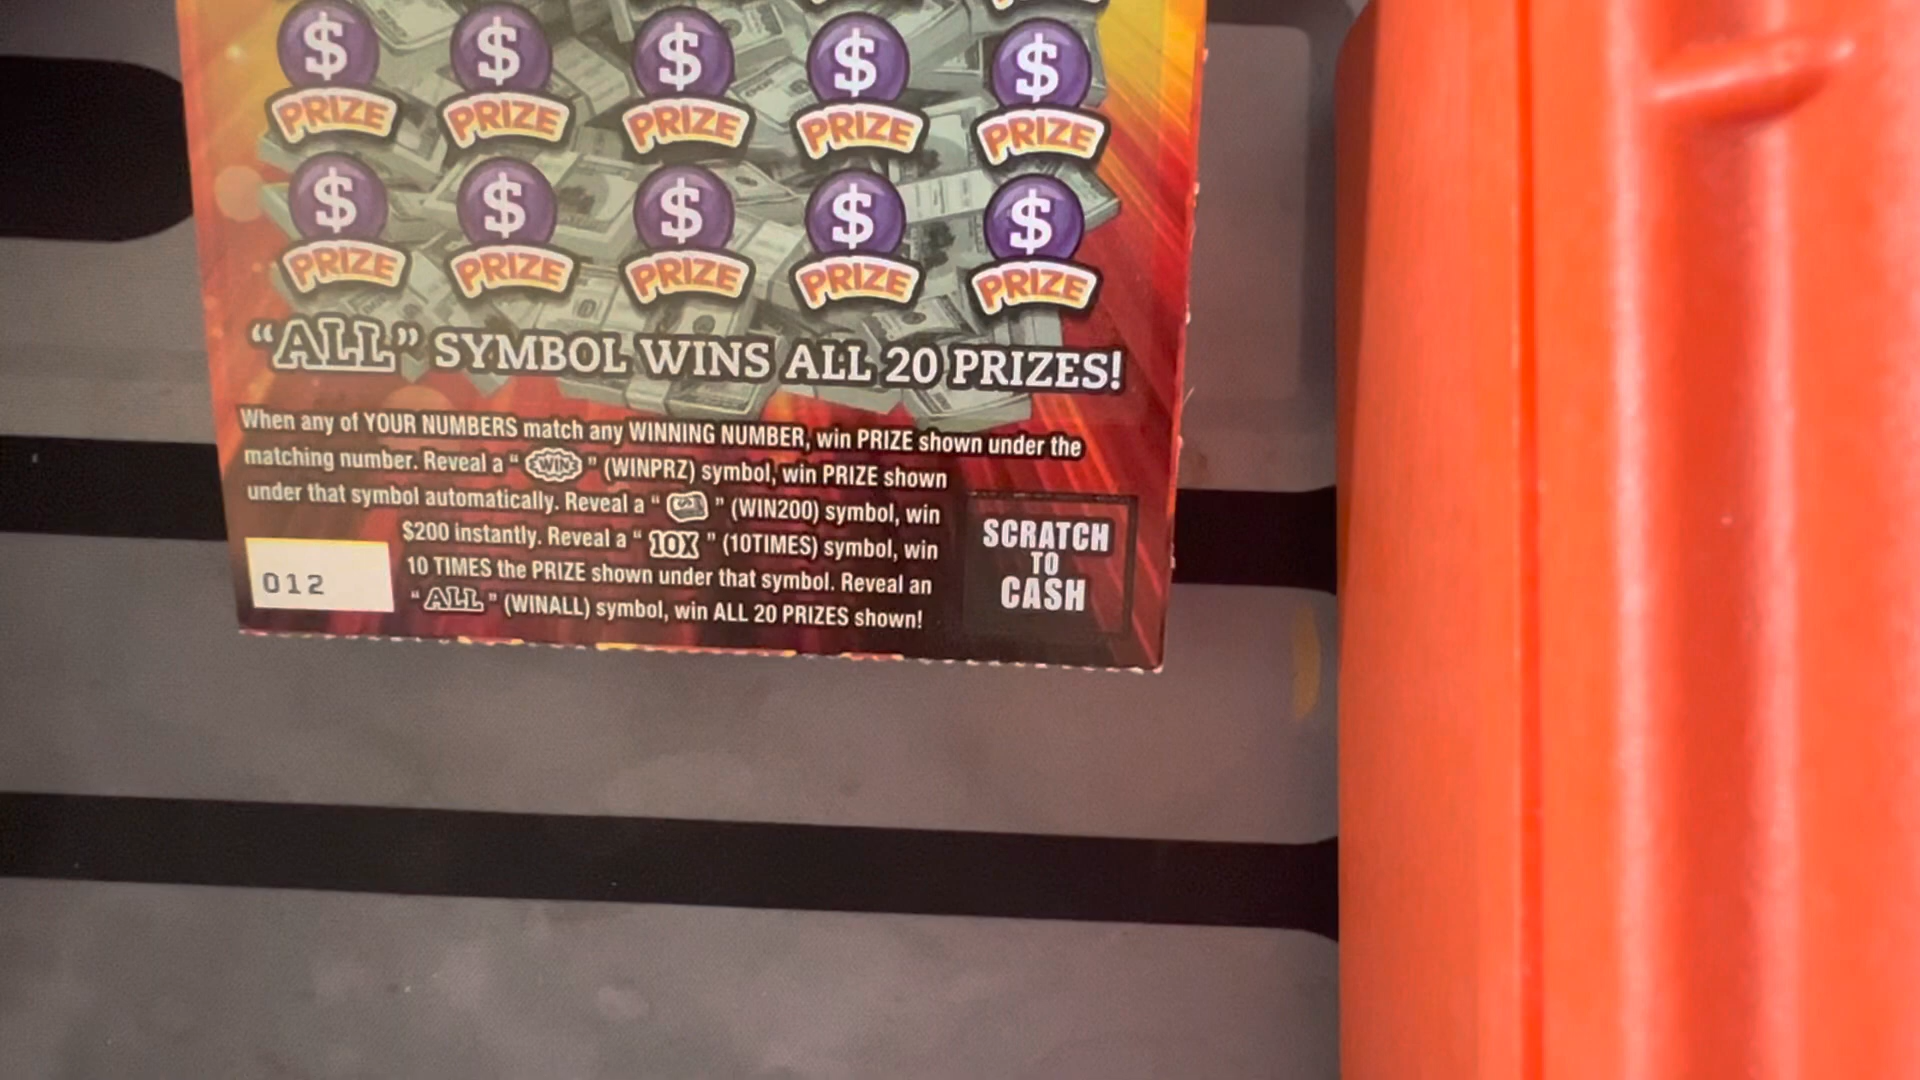 $ $ $ $ $
PRIZE PRIZE PRIZE PRIZE PRIZE
$ $ $ $ $
PRIZE PRIZE PRIZE PRIZE PRIZE
“ALL” SYMBOL WINS ALL 20 PRIZES!
When any of YOUR NUMBERS match any WINNING NUMBER, win PRIZE shown under the
matching number. Reveal a “ WIN ” (WINPRZ) symbol, win PRIZE shown
under that symbol automatically. Reveal a “ ” (WIN200) symbol, win
$200 instantly. Reveal a “ 10X ” (10TIMES) symbol, win
10 TIMES the PRIZE shown under that symbol. Reveal an
“ ALL ” (WINALL) symbol, win ALL 20 PRIZES shown!
012
SCRATCH
TO
CASH